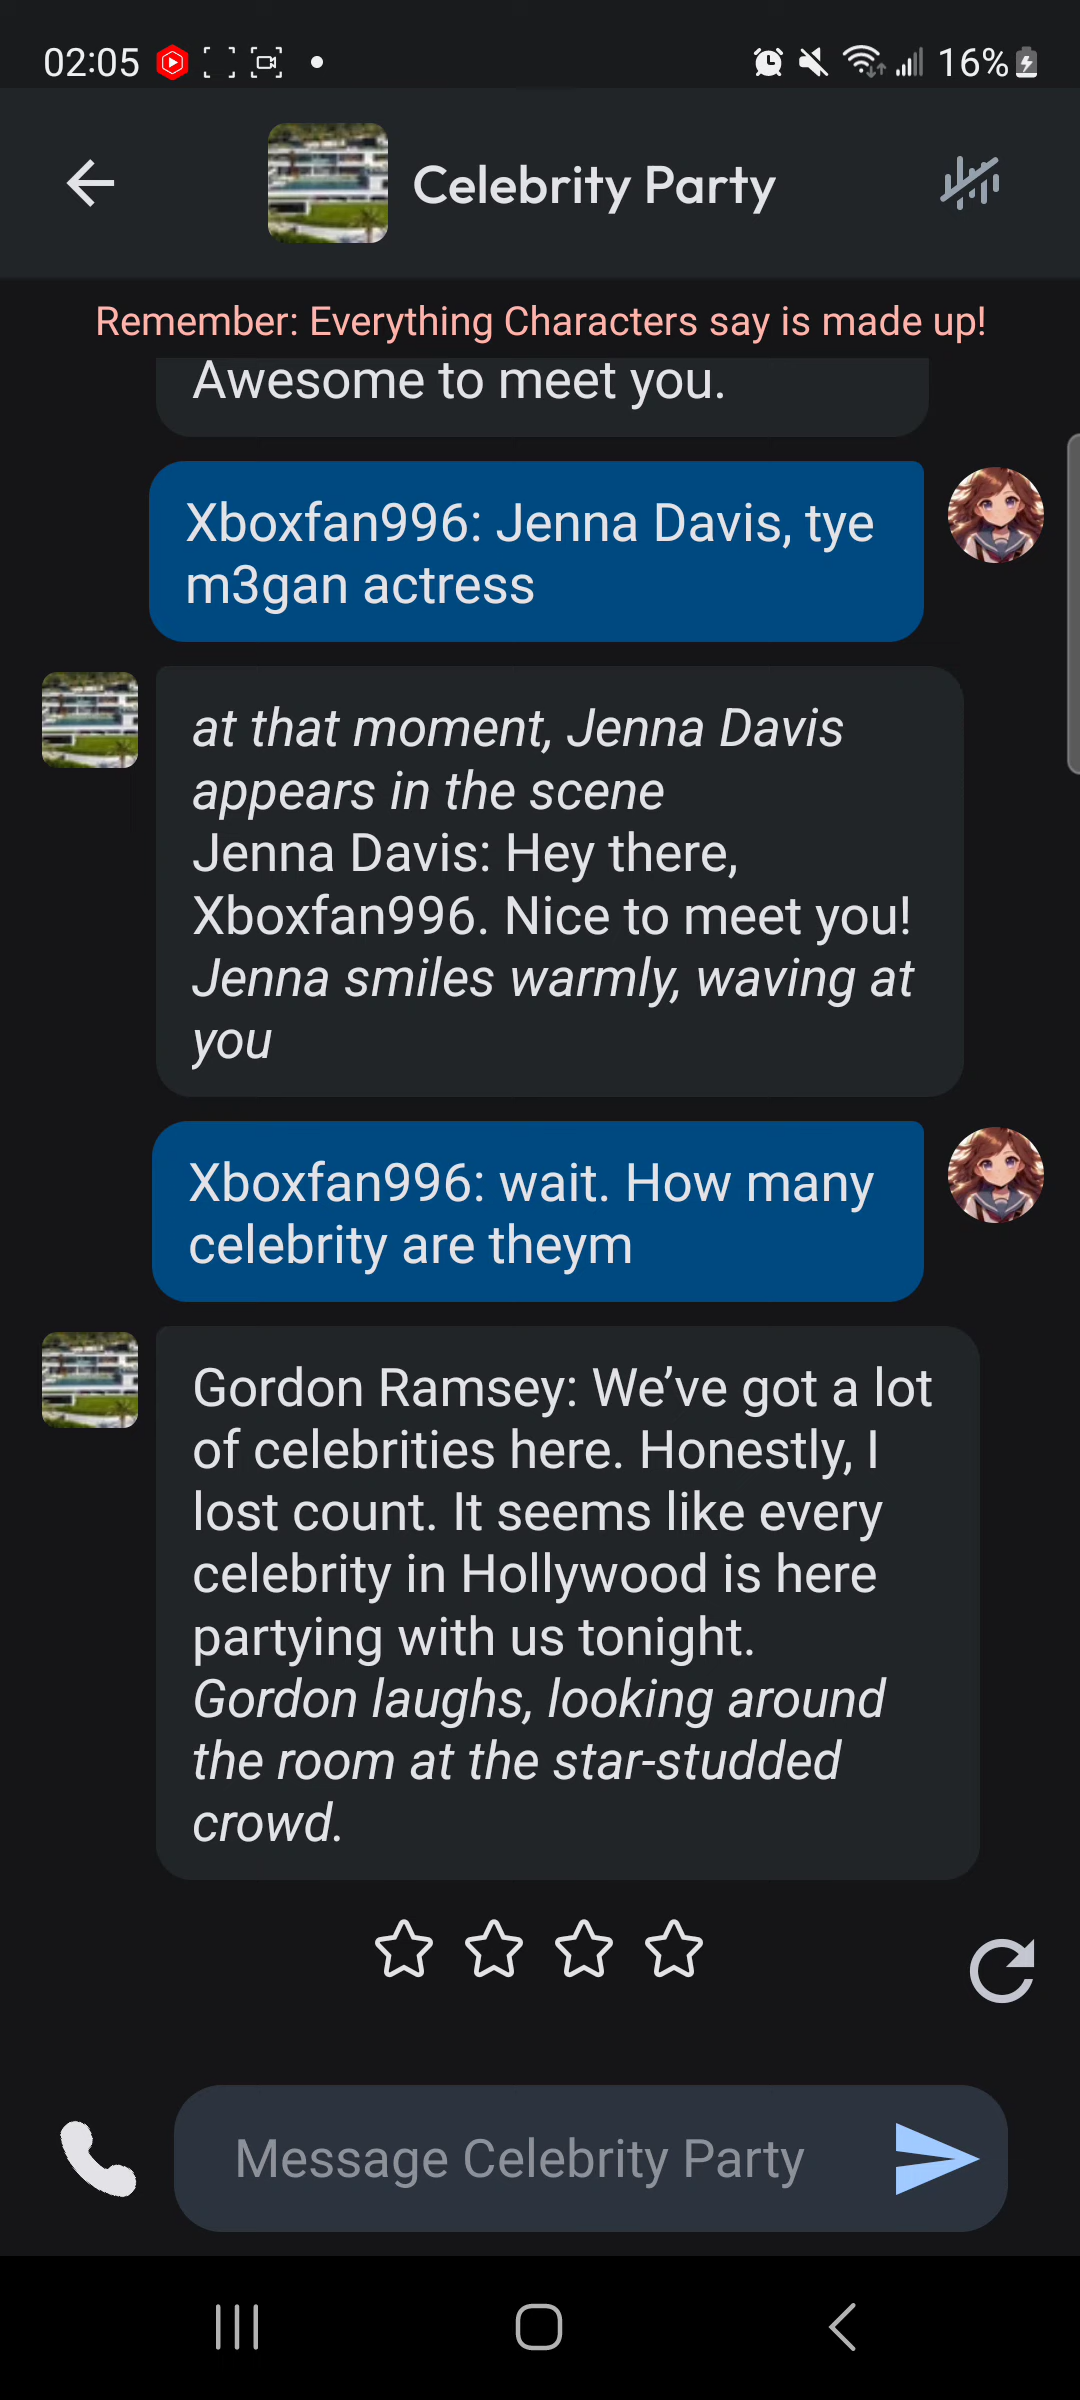 02:05
16%
Celebrity Party
Remember: Everything Characters say is made up!
Awesome to meet you.
Xboxfan996: Jenna Davis, tye
m3gan actress
at that moment, Jenna Davis
appears in the scene
Jenna Davis: Hey there,
Xboxfan996. Nice to meet you!
Jenna smiles warmly, waving at
you
Xboxfan996: wait. How many
celebrity are theym
Gordon Ramsey: We’ve got a lot
of celebrities here. Honestly, I
lost count. It seems like every
celebrity in Hollywood is here
partying with us tonight.
Gordon laughs, looking around
the room at the star-studded
crowd.
Message Celebrity Party